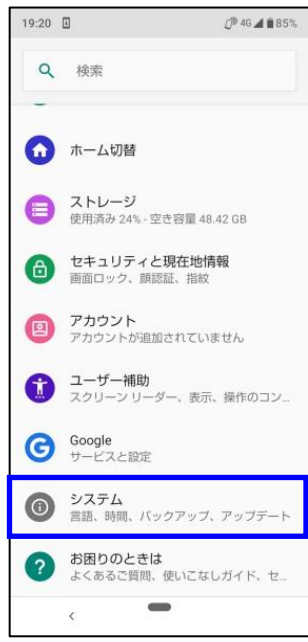 19:20 4G 85%
検索
ホーム切替
ストレージ
使用済み 24% - 空き容量 48.42 GB
セキュリティと現在地情報
画面ロック、顔認証、指紋
アカウント
アカウントが追加されていません
ユーザー補助
スクリーン リーダー、表示、操作のコン...
Google
サービスと設定
システム
言語、時間、バックアップ、アップデート
お困りのときは
よくあるご質問、使いこなしガイド、セ...